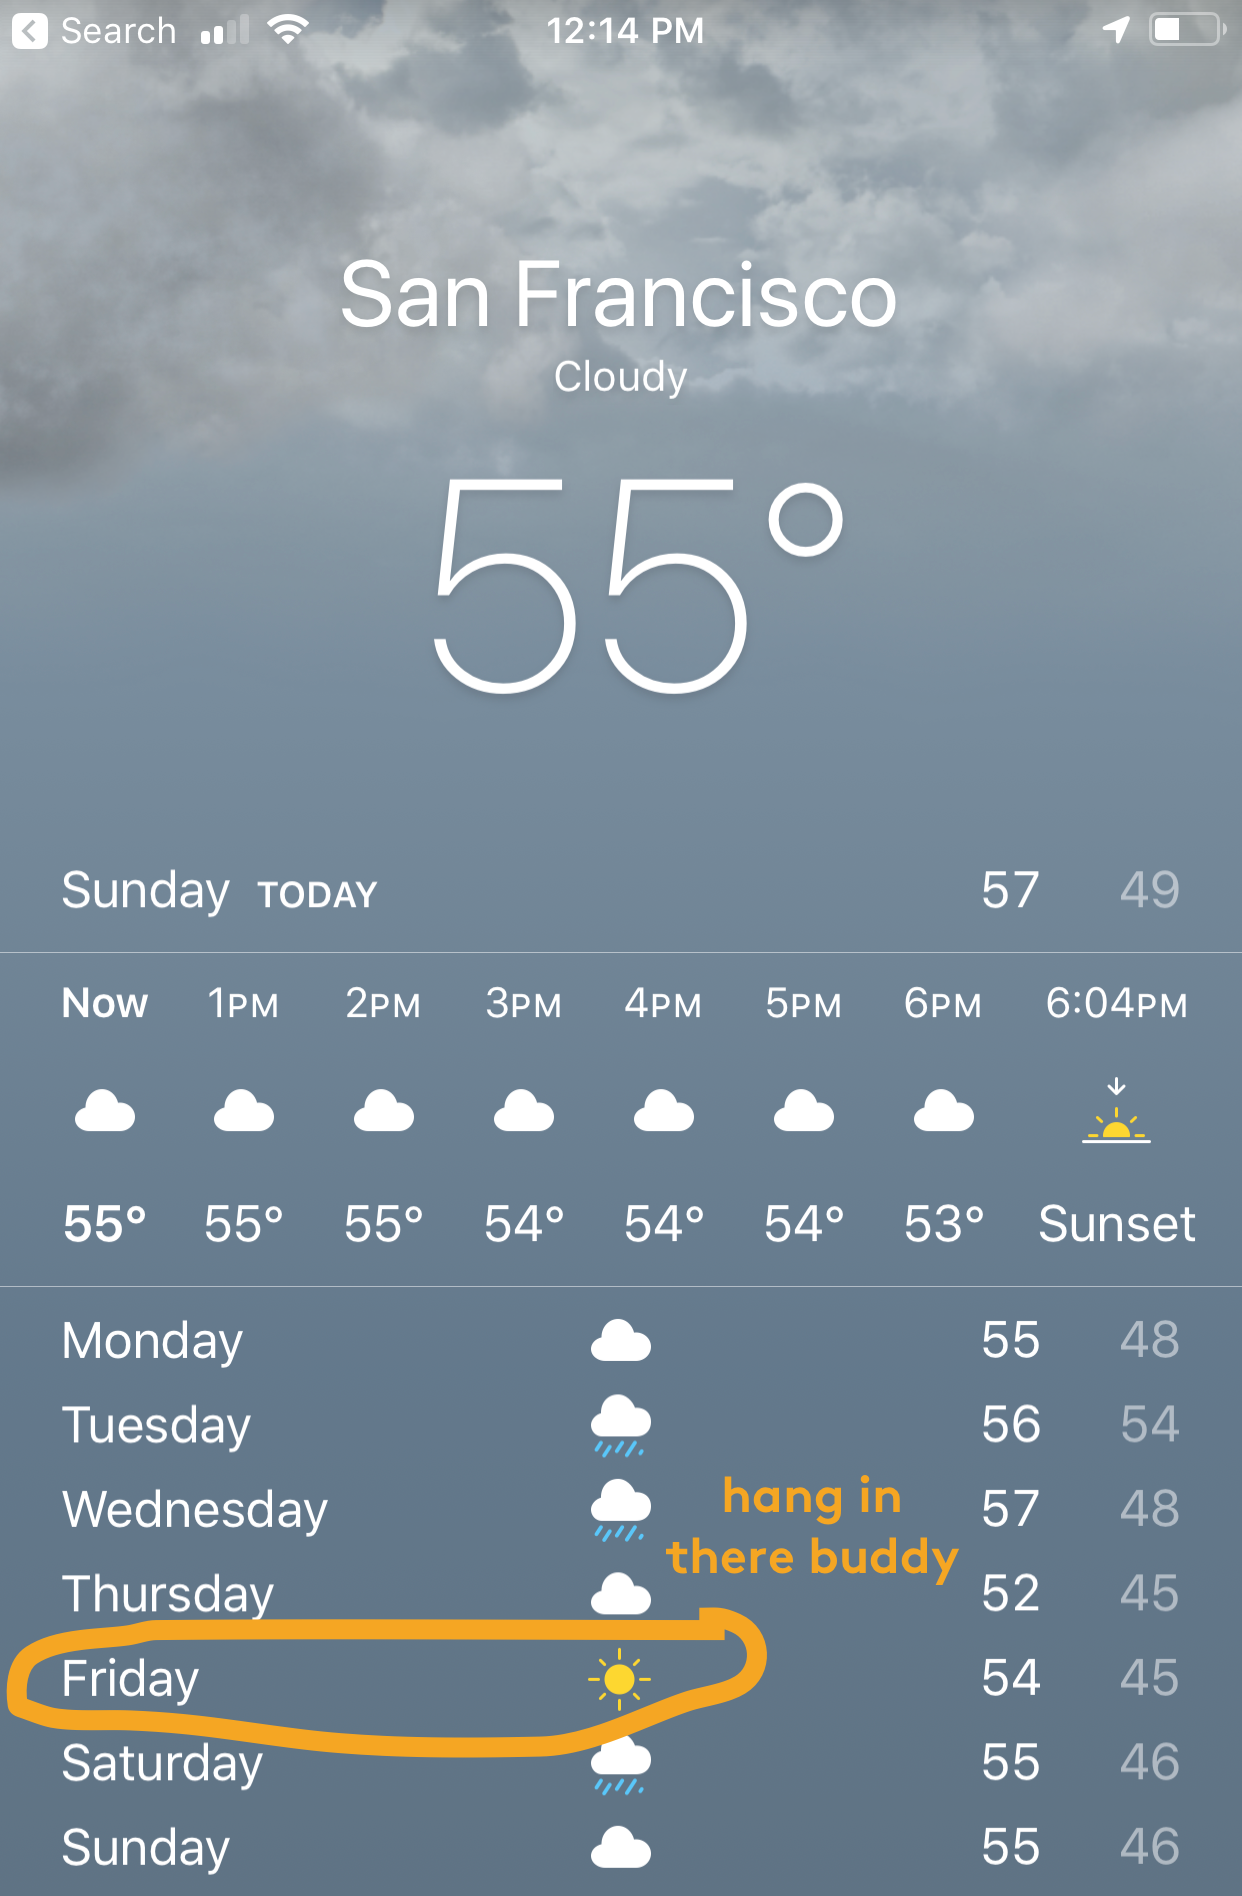 Search 12:14 PM
San Francisco
Cloudy
55°
Sunday TODAY 57 49
Now 1PM 2PM 3PM 4PM 5PM 6PM 6:04PM
55° 55° 55° 54° 54° 54° 53° Sunset
Monday 55 48
Tuesday 56 54
Wednesday 57 48
hang in
there buddy
Thursday 52 45
Friday 54 45
Saturday 55 46
Sunday 55 46